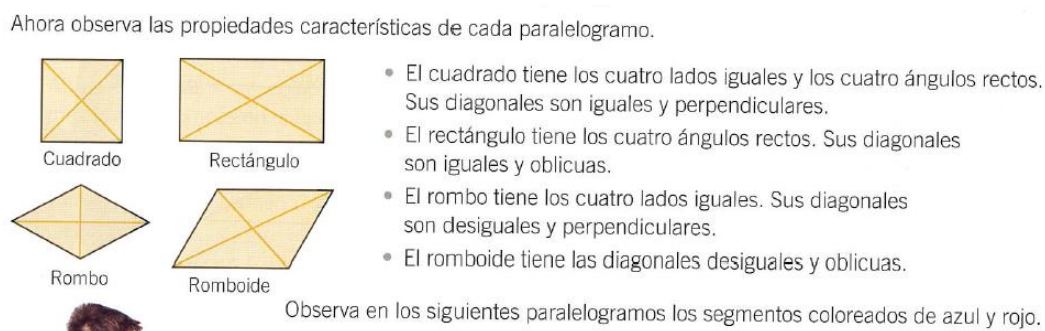 Ahora observa las propiedades características de cada paralelogramo.
Cuadrado
Rectángulo
Rombo
Romboide
• El cuadrado tiene los cuatro lados iguales y los cuatro ángulos rectos.
Sus diagonales son iguales y perpendiculares.
• El rectángulo tiene los cuatro ángulos rectos. Sus diagonales
son iguales y oblicuas.
• El rombo tiene los cuatro lados iguales. Sus diagonales
son desiguales y perpendiculares.
• El romboide tiene las diagonales desiguales y oblicuas.
Observa en los siguientes paralelogramos los segmentos coloreados de azul y rojo.